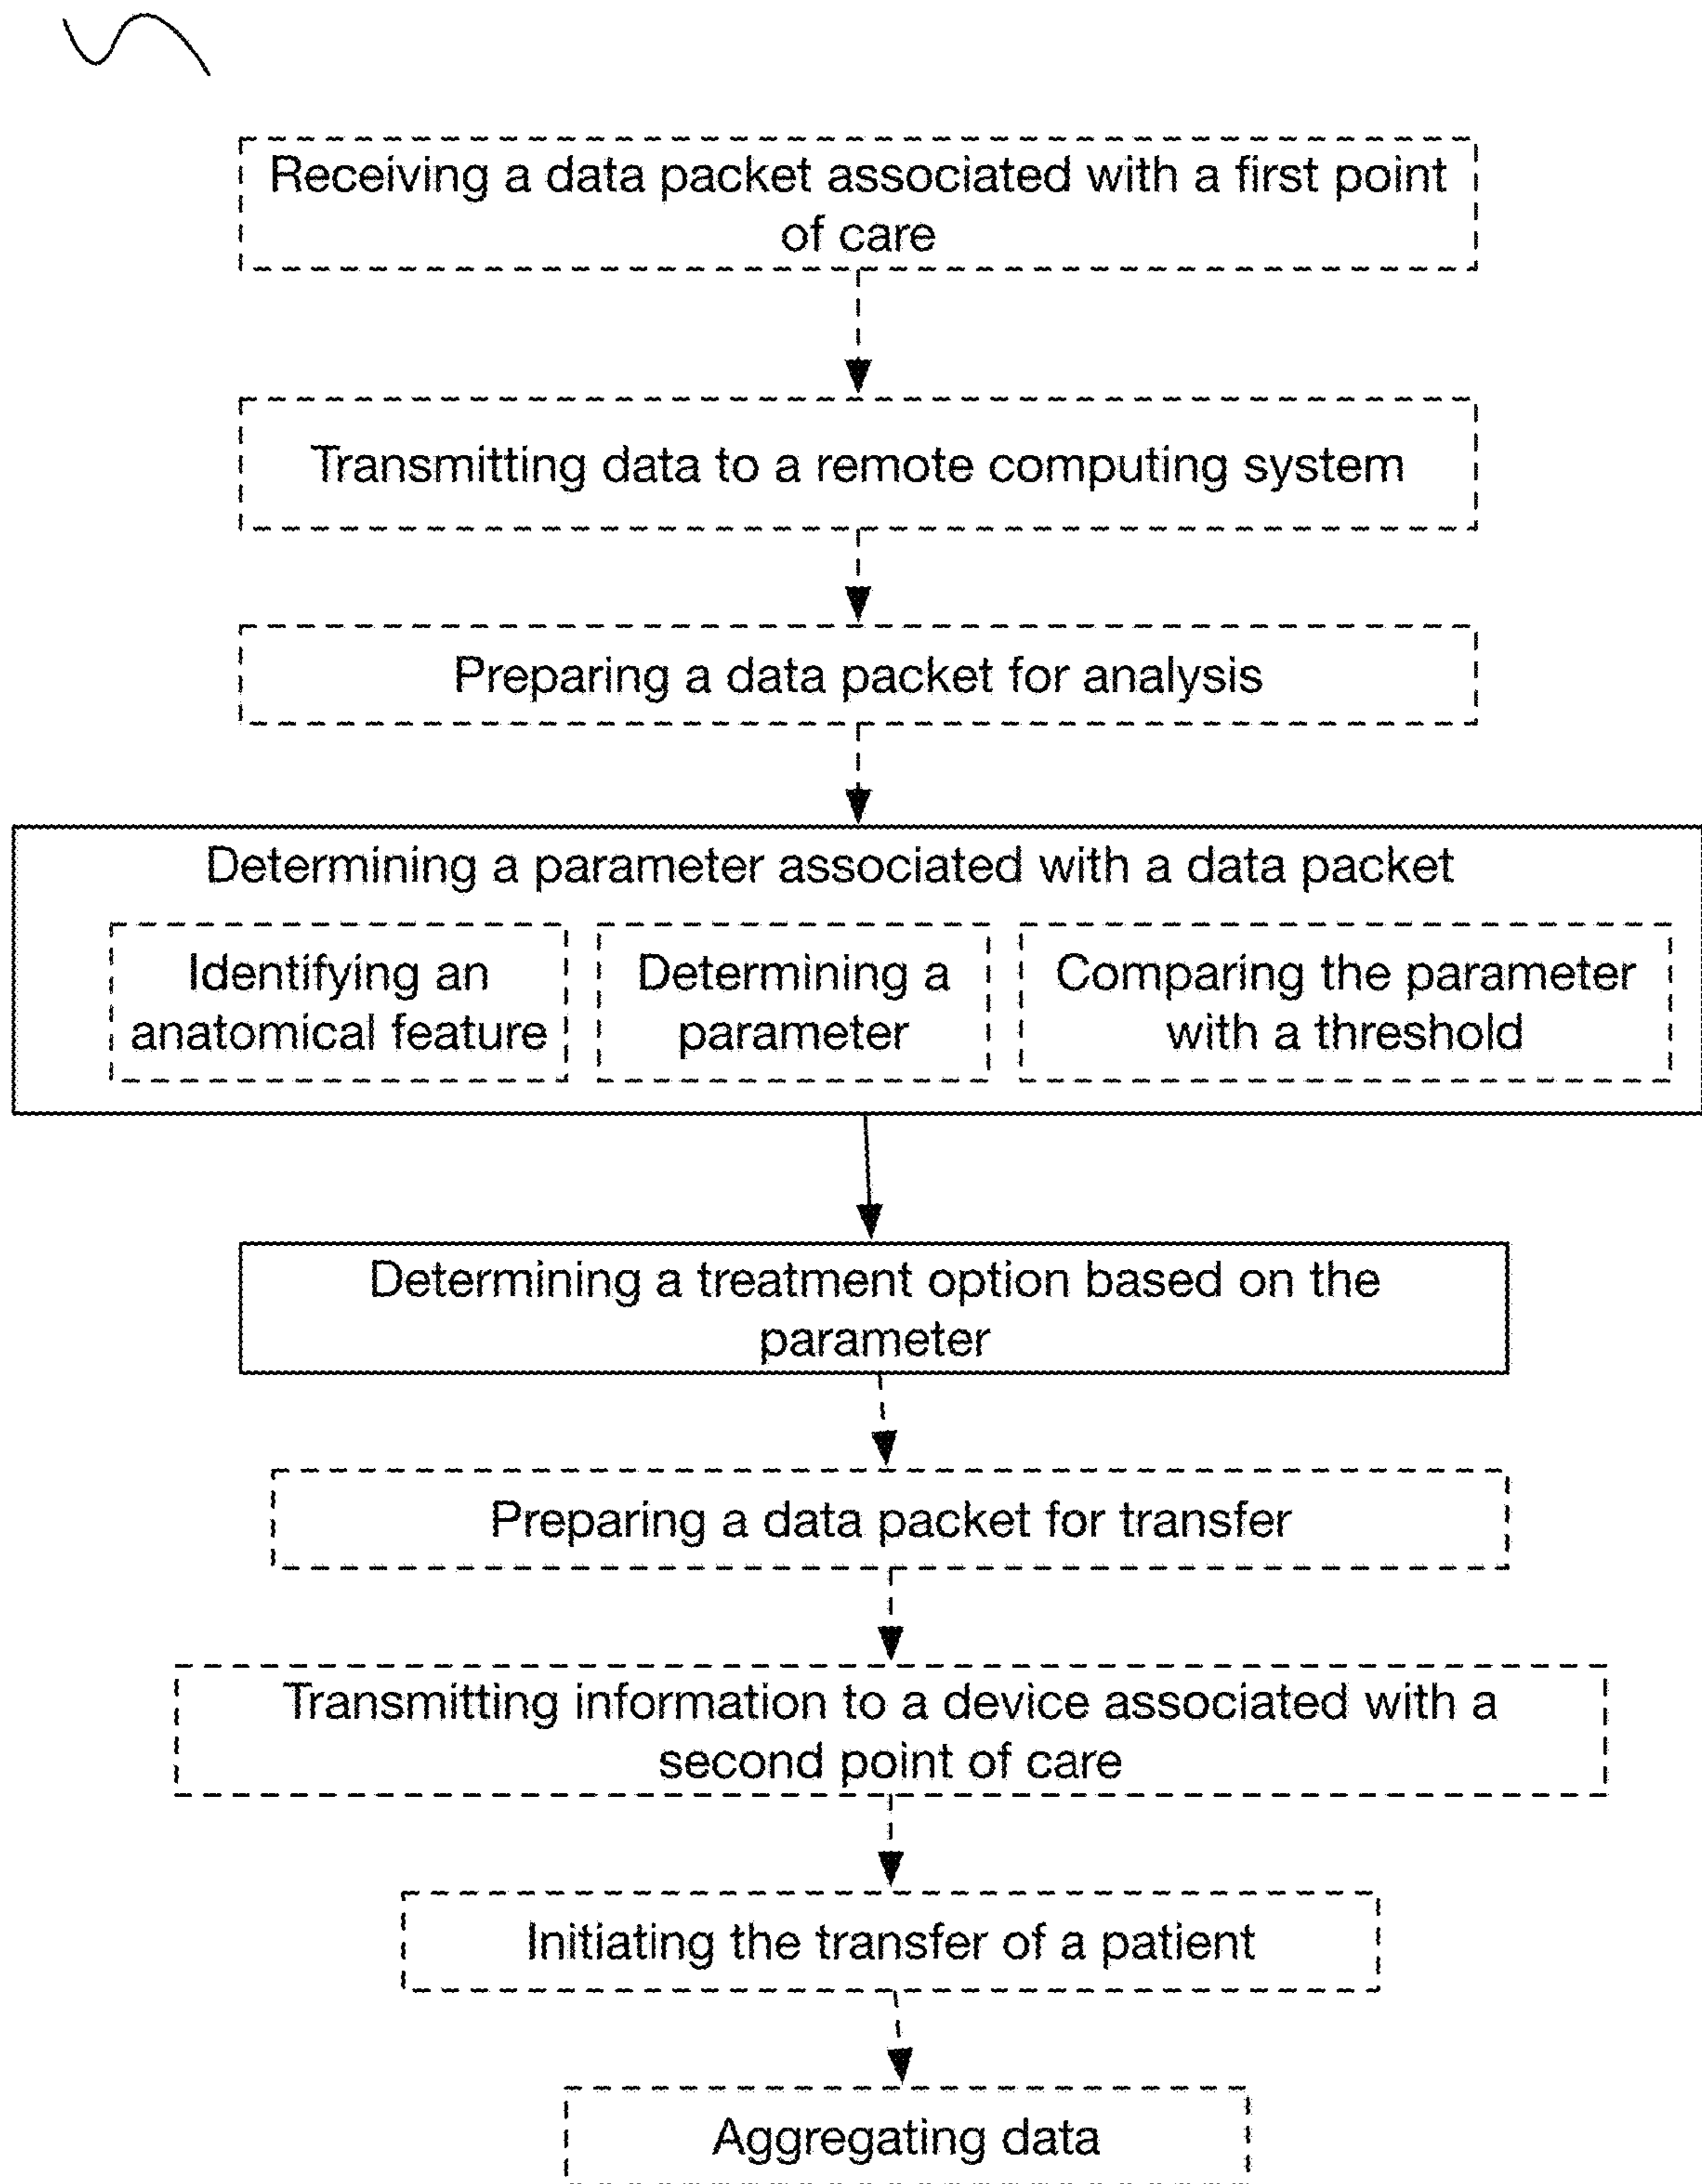 Receiving a data packet associated with a first point
of care
Transmitting data to a remote computing system
Preparing a data packet for analysis
Determining a parameter associated with a data packet
Identifying an
anatomical feature
Determining a
parameter
Comparing the parameter
with a threshold
Determining a treatment option based on the
parameter
Preparing a data packet for transfer
Transmitting information to a device associated with a
second point of care
Initiating the transfer of a patient
Aggregating data